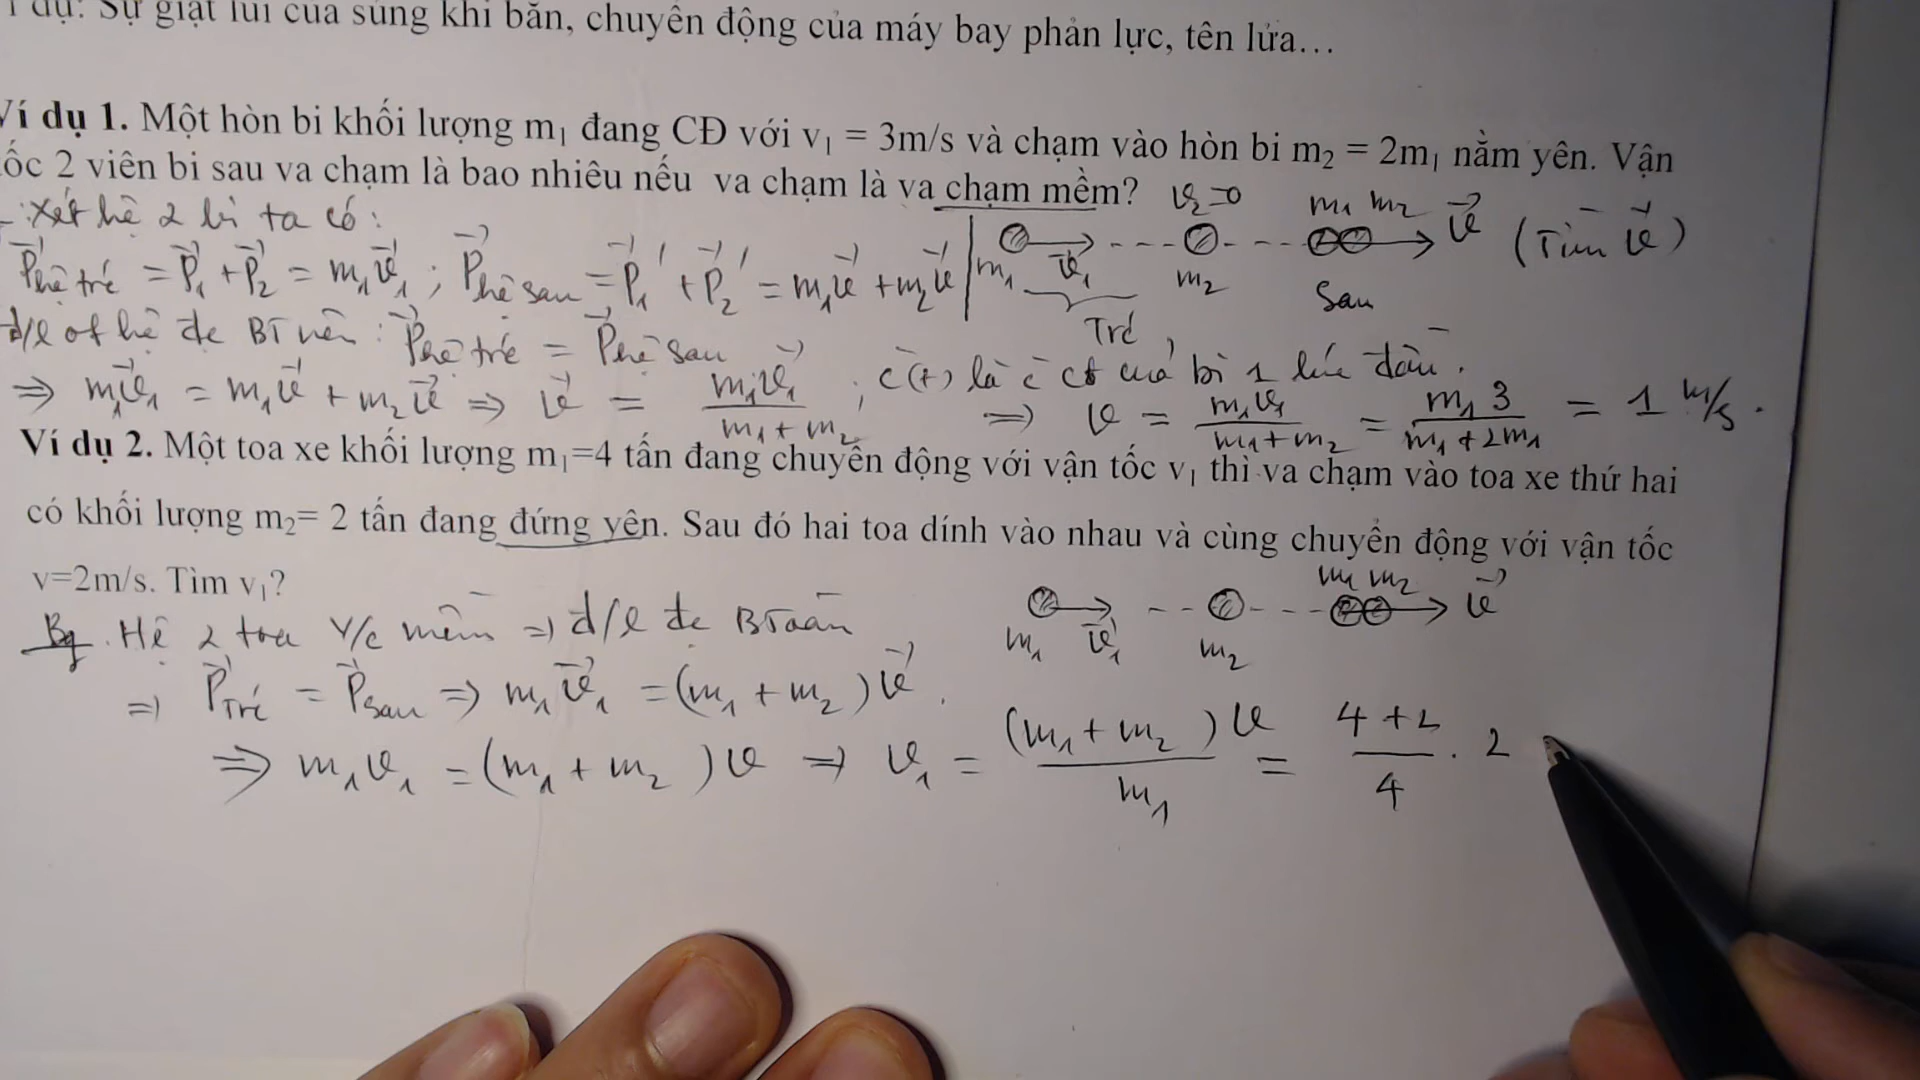 dụ: Sự giật lùi của súng khi bắn, chuyển động của máy bay phản lực, tên lửa…
Ví dụ 1. Một hòn bi khối lượng m₁ đang CĐ với v₁ = 3m/s và chạm vào hòn bi m₂ = 2m₁ nằm yên. Vận
ốc 2 viên bi sau va chạm là bao nhiêu nếu va chạm là va chạm mềm? v₂=0 m₁ m₂ v⃗ (Tìm v⃗)
- Xét hệ 2 bi ta có:
P⃗hệ trc = P⃗₁ + P⃗₂ = m₁v⃗₁ ; P⃗hệ sau = P⃗₁' + P⃗₂' = m₁v⃗ + m₂v⃗ m₁ v⃗₁ m₂ Sau
Trc
đ/l of hệ đc BT nên: P⃗hệ trc = P⃗hệ sau
⇒ m₁v⃗₁ = m₁v⃗ + m₂v⃗ ⇒ v⃗ = m₁v⃗₁ / (m₁ + m₂) ; c(+) là c cđ của bi 1 lúc đầu.
⇒ v = m₁v₁ / (m₁+m₂) = m₁3 / (m₁+2m₁) = 1 m/s.
Ví dụ 2. Một toa xe khối lượng m₁=4 tấn đang chuyển động với vận tốc v₁ thì va chạm vào toa xe thứ hai
có khối lượng m₂= 2 tấn đang đứng yên. Sau đó hai toa dính vào nhau và cùng chuyển động với vận tốc
v=2m/s. Tìm v₁?
m₁ v⃗₁ m₂ m₁ m₂ v⃗
Bg. Hệ 2 toa v/c mềm ⇒ đ/l đc BToàn
⇒ P⃗Trc = P⃗Sau ⇒ m₁v⃗₁ = (m₁ + m₂)v⃗.
⇒ m₁v₁ = (m₁ + m₂)v ⇒ v₁ = (m₁ + m₂)v / m₁ = (4 + 2) / 4 . 2